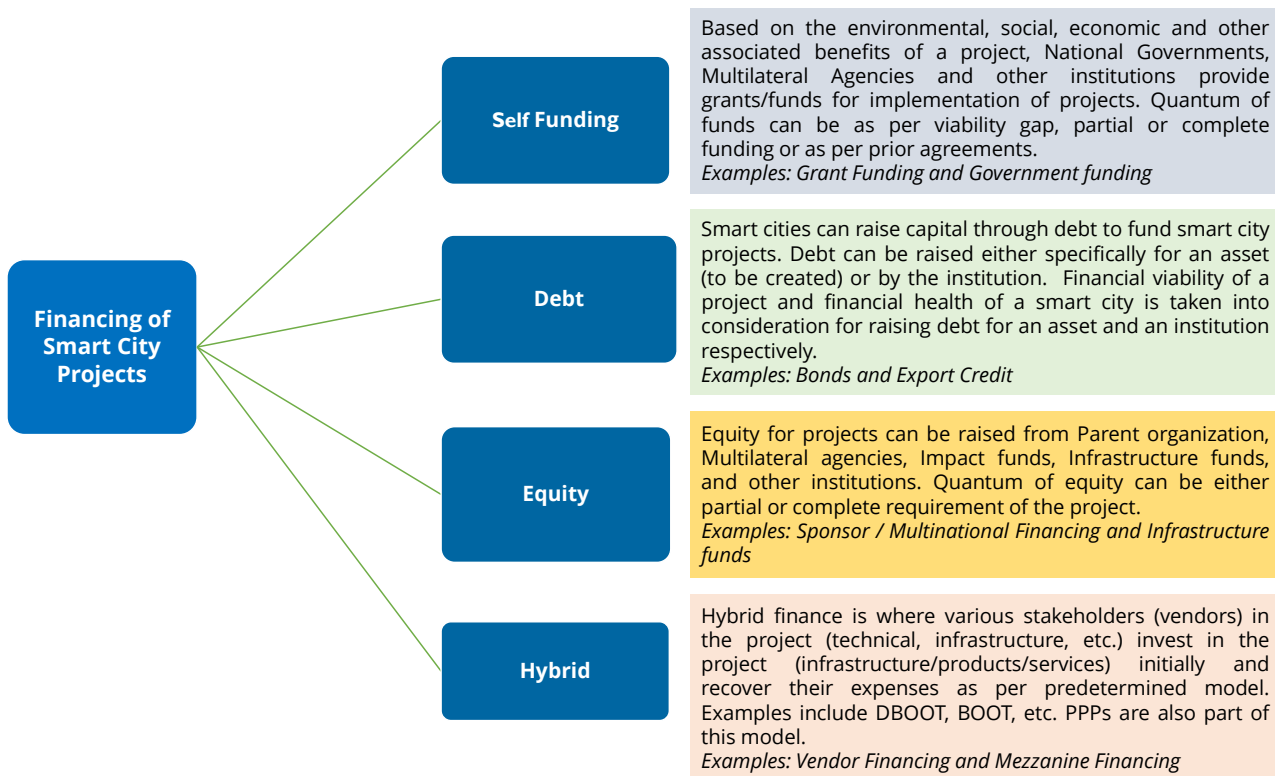 Financing of
Smart City
Projects
Self Funding
Based on the environmental, social, economic and other
associated benefits of a project, National Governments,
Multilateral Agencies and other institutions provide
grants/funds for implementation of projects. Quantum of
funds can be as per viability gap, partial or complete
funding or as per prior agreements.
Examples: Grant Funding and Government funding
Debt
Smart cities can raise capital through debt to fund smart city
projects. Debt can be raised either specifically for an asset
(to be created) or by the institution. Financial viability of a
project and financial health of a smart city is taken into
consideration for raising debt for an asset and an institution
respectively.
Examples: Bonds and Export Credit
Equity
Equity for projects can be raised from Parent organization,
Multilateral agencies, Impact funds, Infrastructure funds,
and other institutions. Quantum of equity can be either
partial or complete requirement of the project.
Examples: Sponsor / Multinational Financing and Infrastructure
funds
Hybrid
Hybrid finance is where various stakeholders (vendors) in
the project (technical, infrastructure, etc.) invest in the
project (infrastructure/products/services) initially and
recover their expenses as per predetermined model.
Examples include DBOOT, BOOT, etc. PPPs are also part of
this model.
Examples: Vendor Financing and Mezzanine Financing